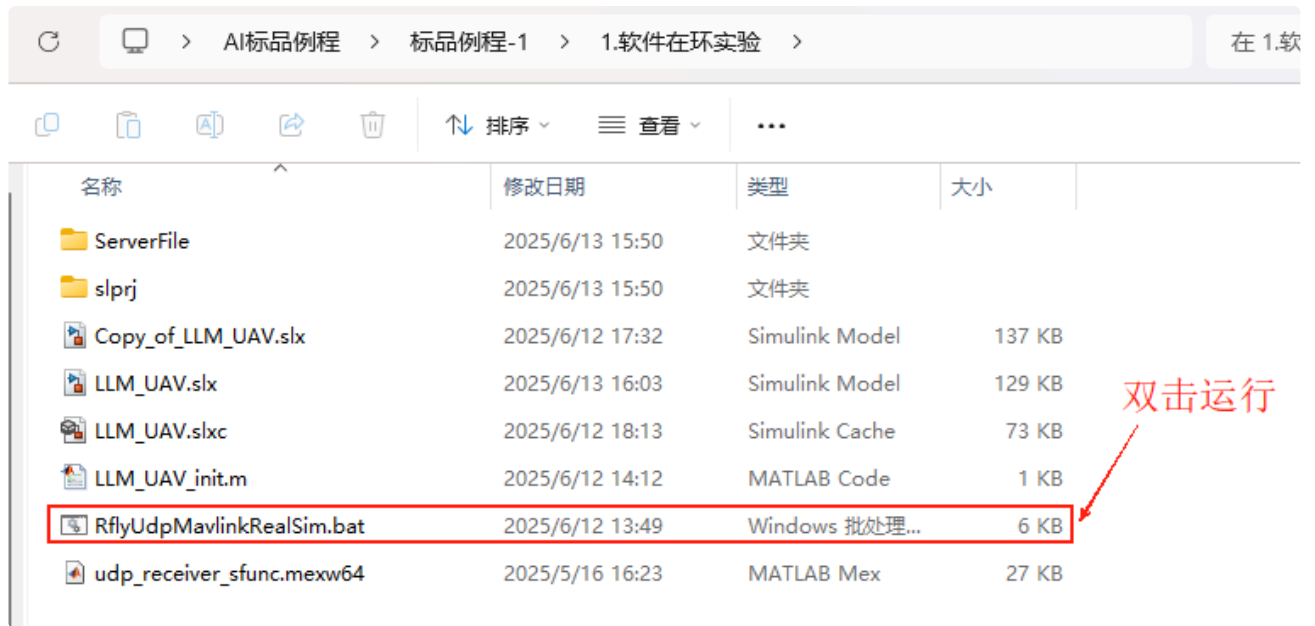 AI标品例程 > 标品例程-1 > 1.软件在环实验 > 在 1.软
排序 查看 ...
名称 修改日期 类型 大小
ServerFile 2025/6/13 15:50 文件夹
slprj 2025/6/13 15:50 文件夹
Copy_of_LLM_UAV.slx 2025/6/12 17:32 Simulink Model 137 KB
LLM_UAV.slx 2025/6/13 16:03 Simulink Model 129 KB
双击运行
LLM_UAV.slxc 2025/6/12 18:13 Simulink Cache 73 KB
LLM_UAV_init.m 2025/6/12 14:12 MATLAB Code 1 KB
RflyUdpMavlinkRealSim.bat 2025/6/12 13:49 Windows 批处理... 6 KB
udp_receiver_sfunc.mexw64 2025/5/16 16:23 MATLAB Mex 27 KB